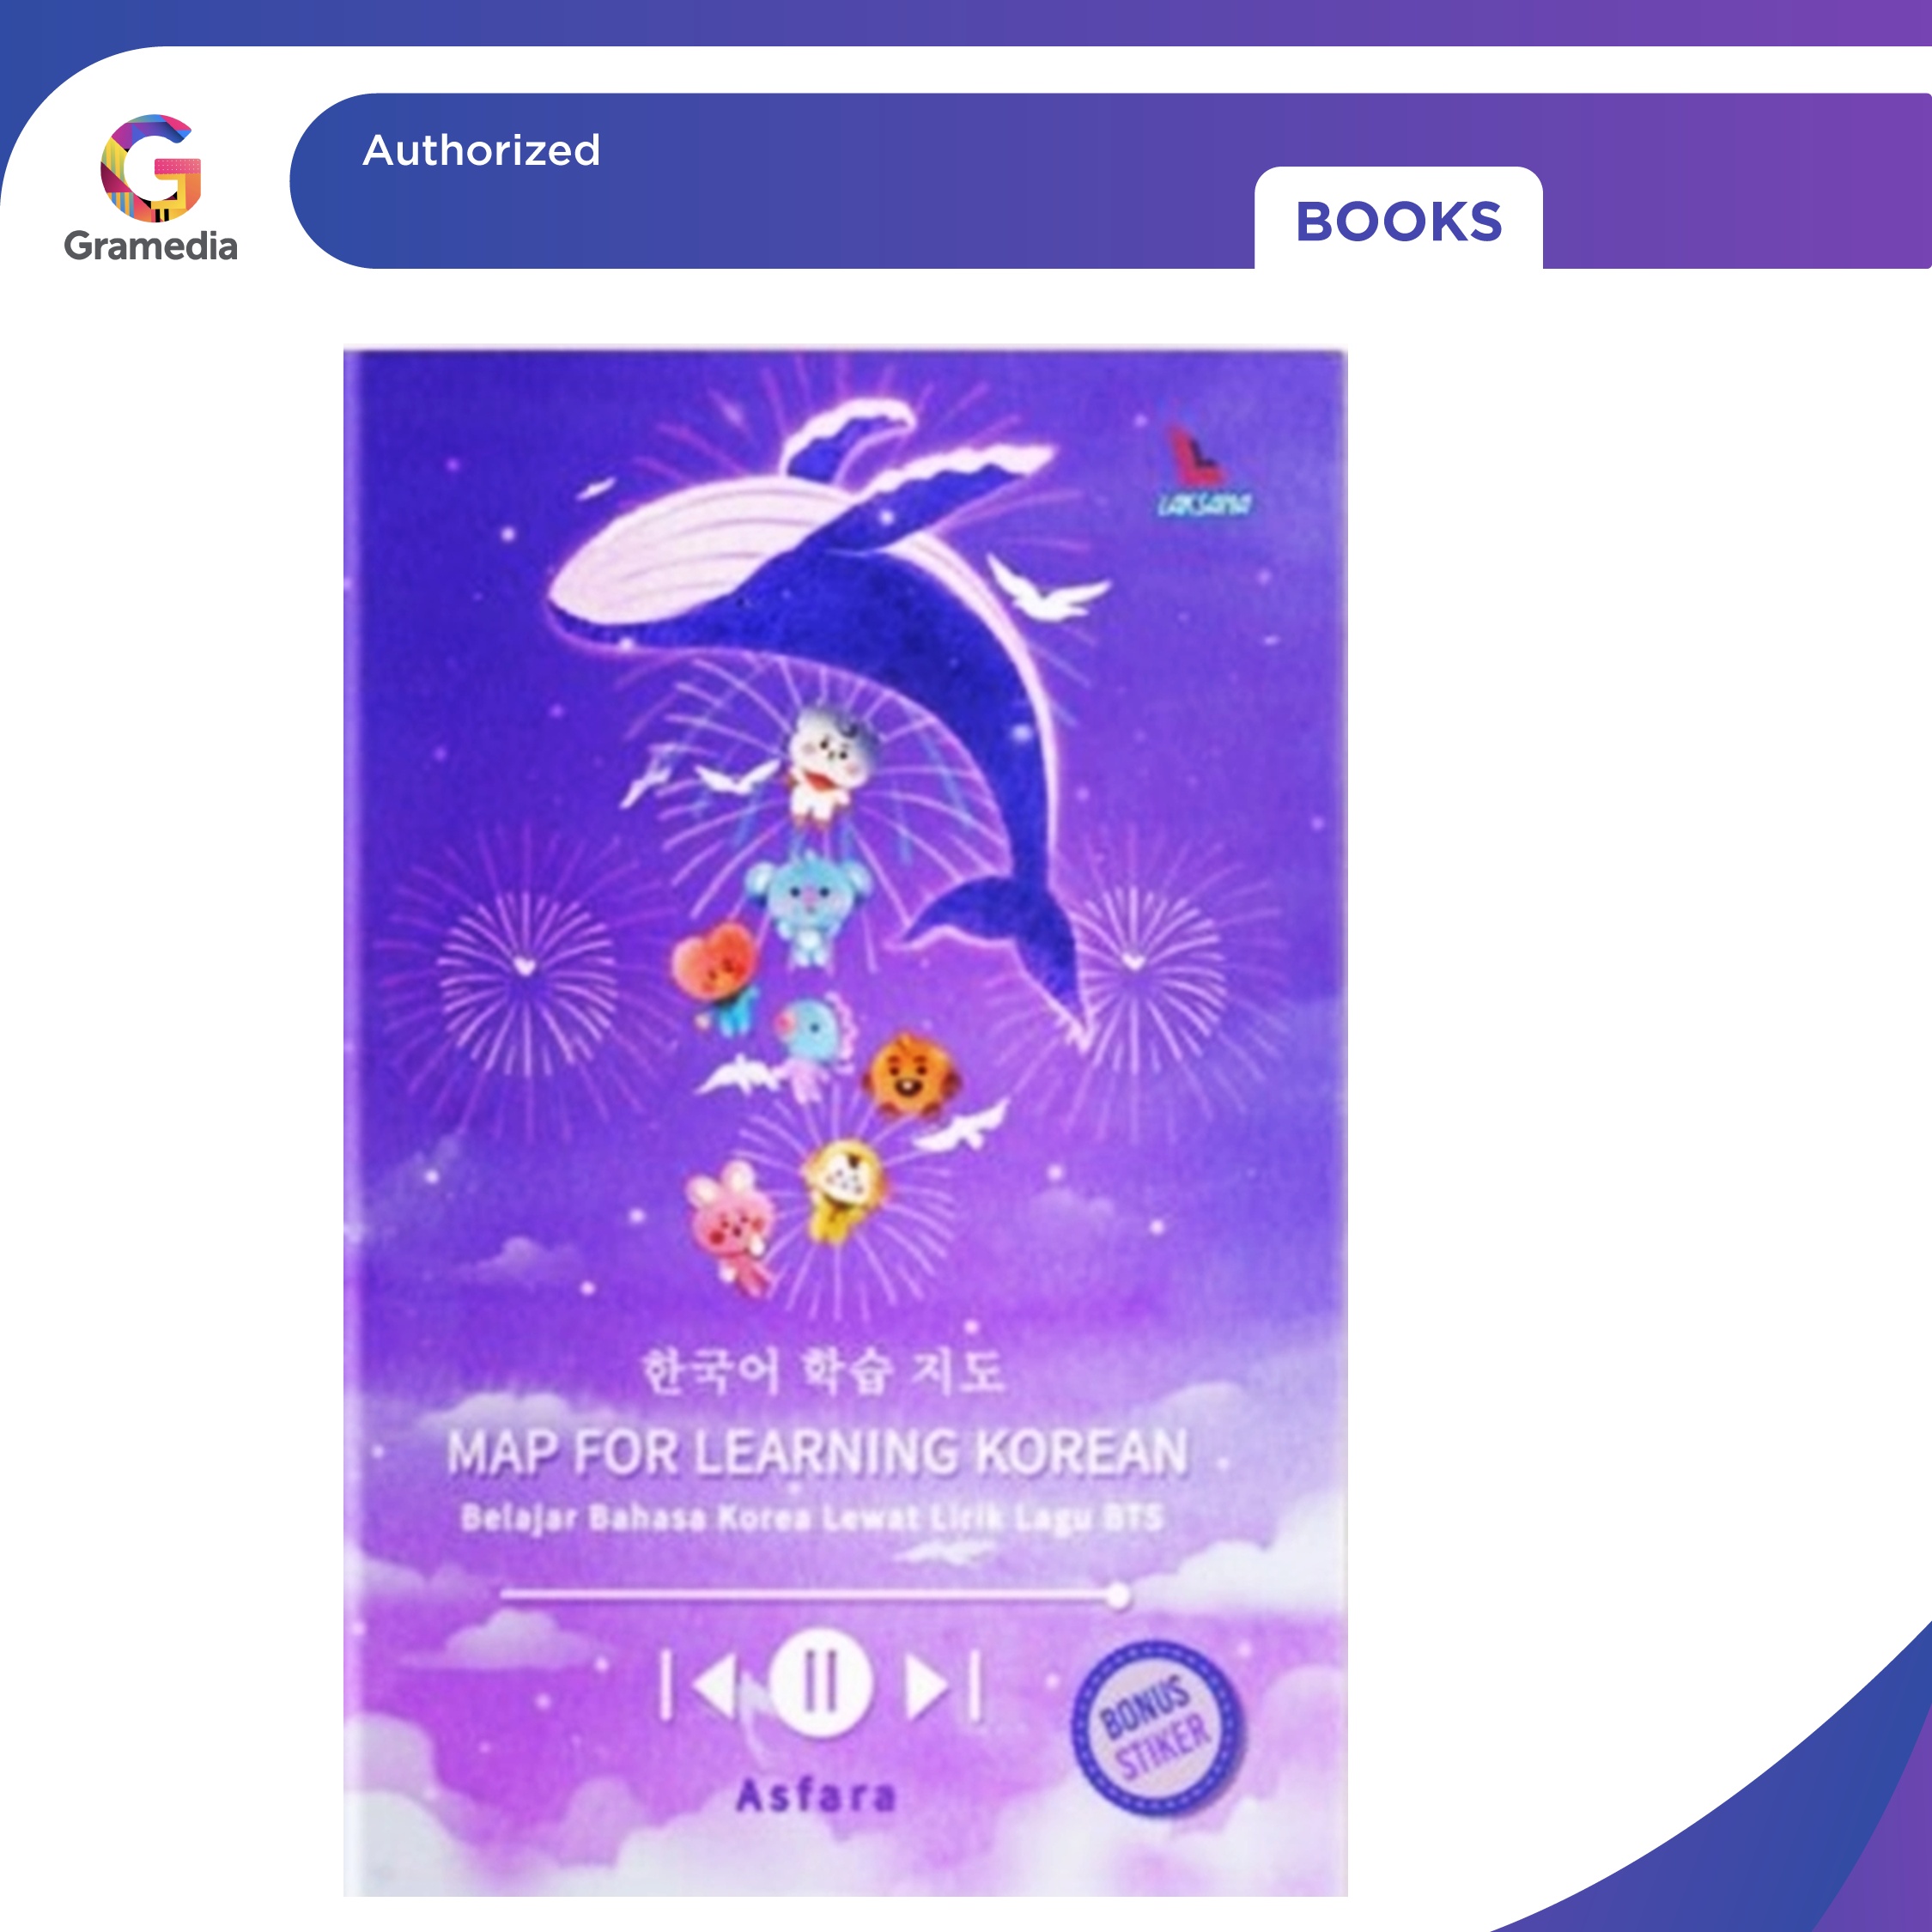 Authorized
Gramedia
BOOKS
LAKSANA
한국어 학습 지도
MAP FOR LEARNING KOREAN
Belajar Bahasa Korea Lewat Lirik Lagu BTS
BONUS
STIKER
Asfara